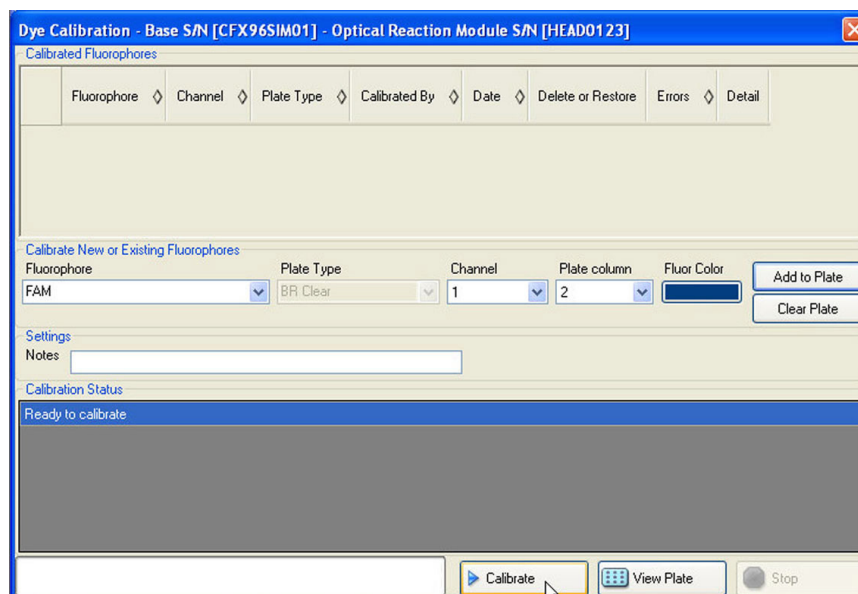 Dye Calibration - Base S/N [CFX96SIM01] - Optical Reaction Module S/N [HEAD0123]
Calibrated Fluorophores
Fluorophore Channel Plate Type Calibrated By Date Delete or Restore Errors Detail
Calibrate New or Existing Fluorophores
Fluorophore Plate Type Channel Plate column Fluor Color
FAM BR Clear 1 2 Add to Plate
Clear Plate
Settings
Notes
Calibration Status
Ready to calibrate
Calibrate View Plate Stop